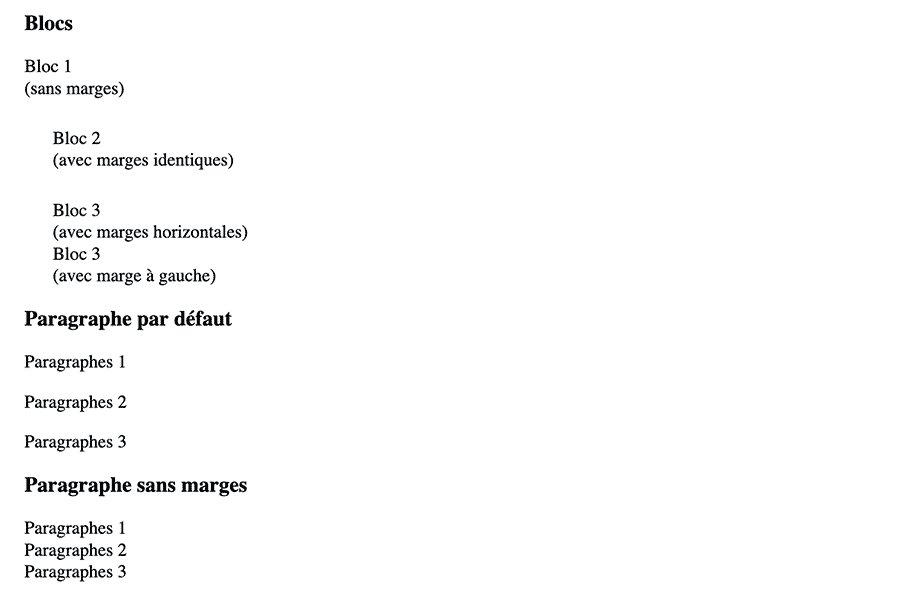 Blocs
Bloc 1
(sans marges)
Bloc 2
(avec marges identiques)
Bloc 3
(avec marges horizontales)
Bloc 3
(avec marge à gauche)
Paragraphe par défaut
Paragraphes 1
Paragraphes 2
Paragraphes 3
Paragraphe sans marges
Paragraphes 1
Paragraphes 2
Paragraphes 3